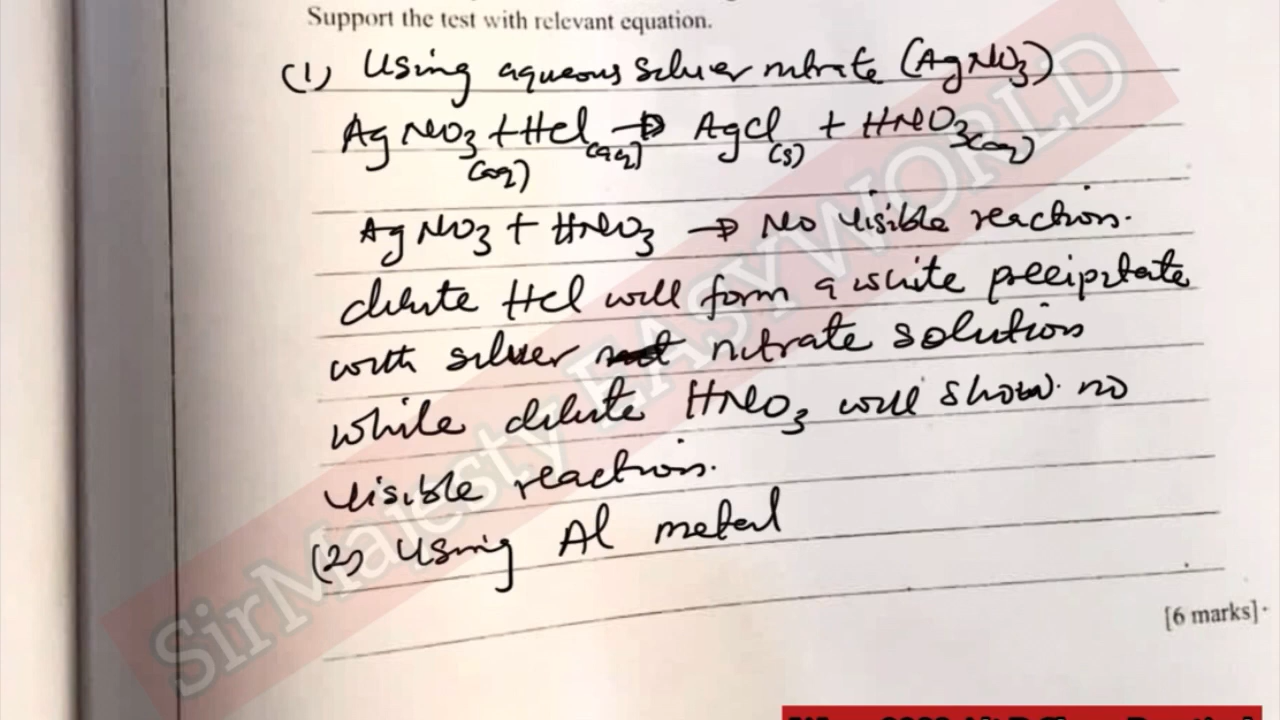 Support the test with relevant equation.
(1) Using aqueous silver nitrate (AgNO3)
AgNO3(aq) + HCl(aq) → AgCl(s) + HNO3(aq)
AgNO3 + HNO3 → No visible reaction.
dilute HCl will form a white precipitate
with silver nitrate solution
while dilute HNO3 will show no
visible reaction.
(2) Using Al metal
[6 marks].
SirMajesty EASYWORLD